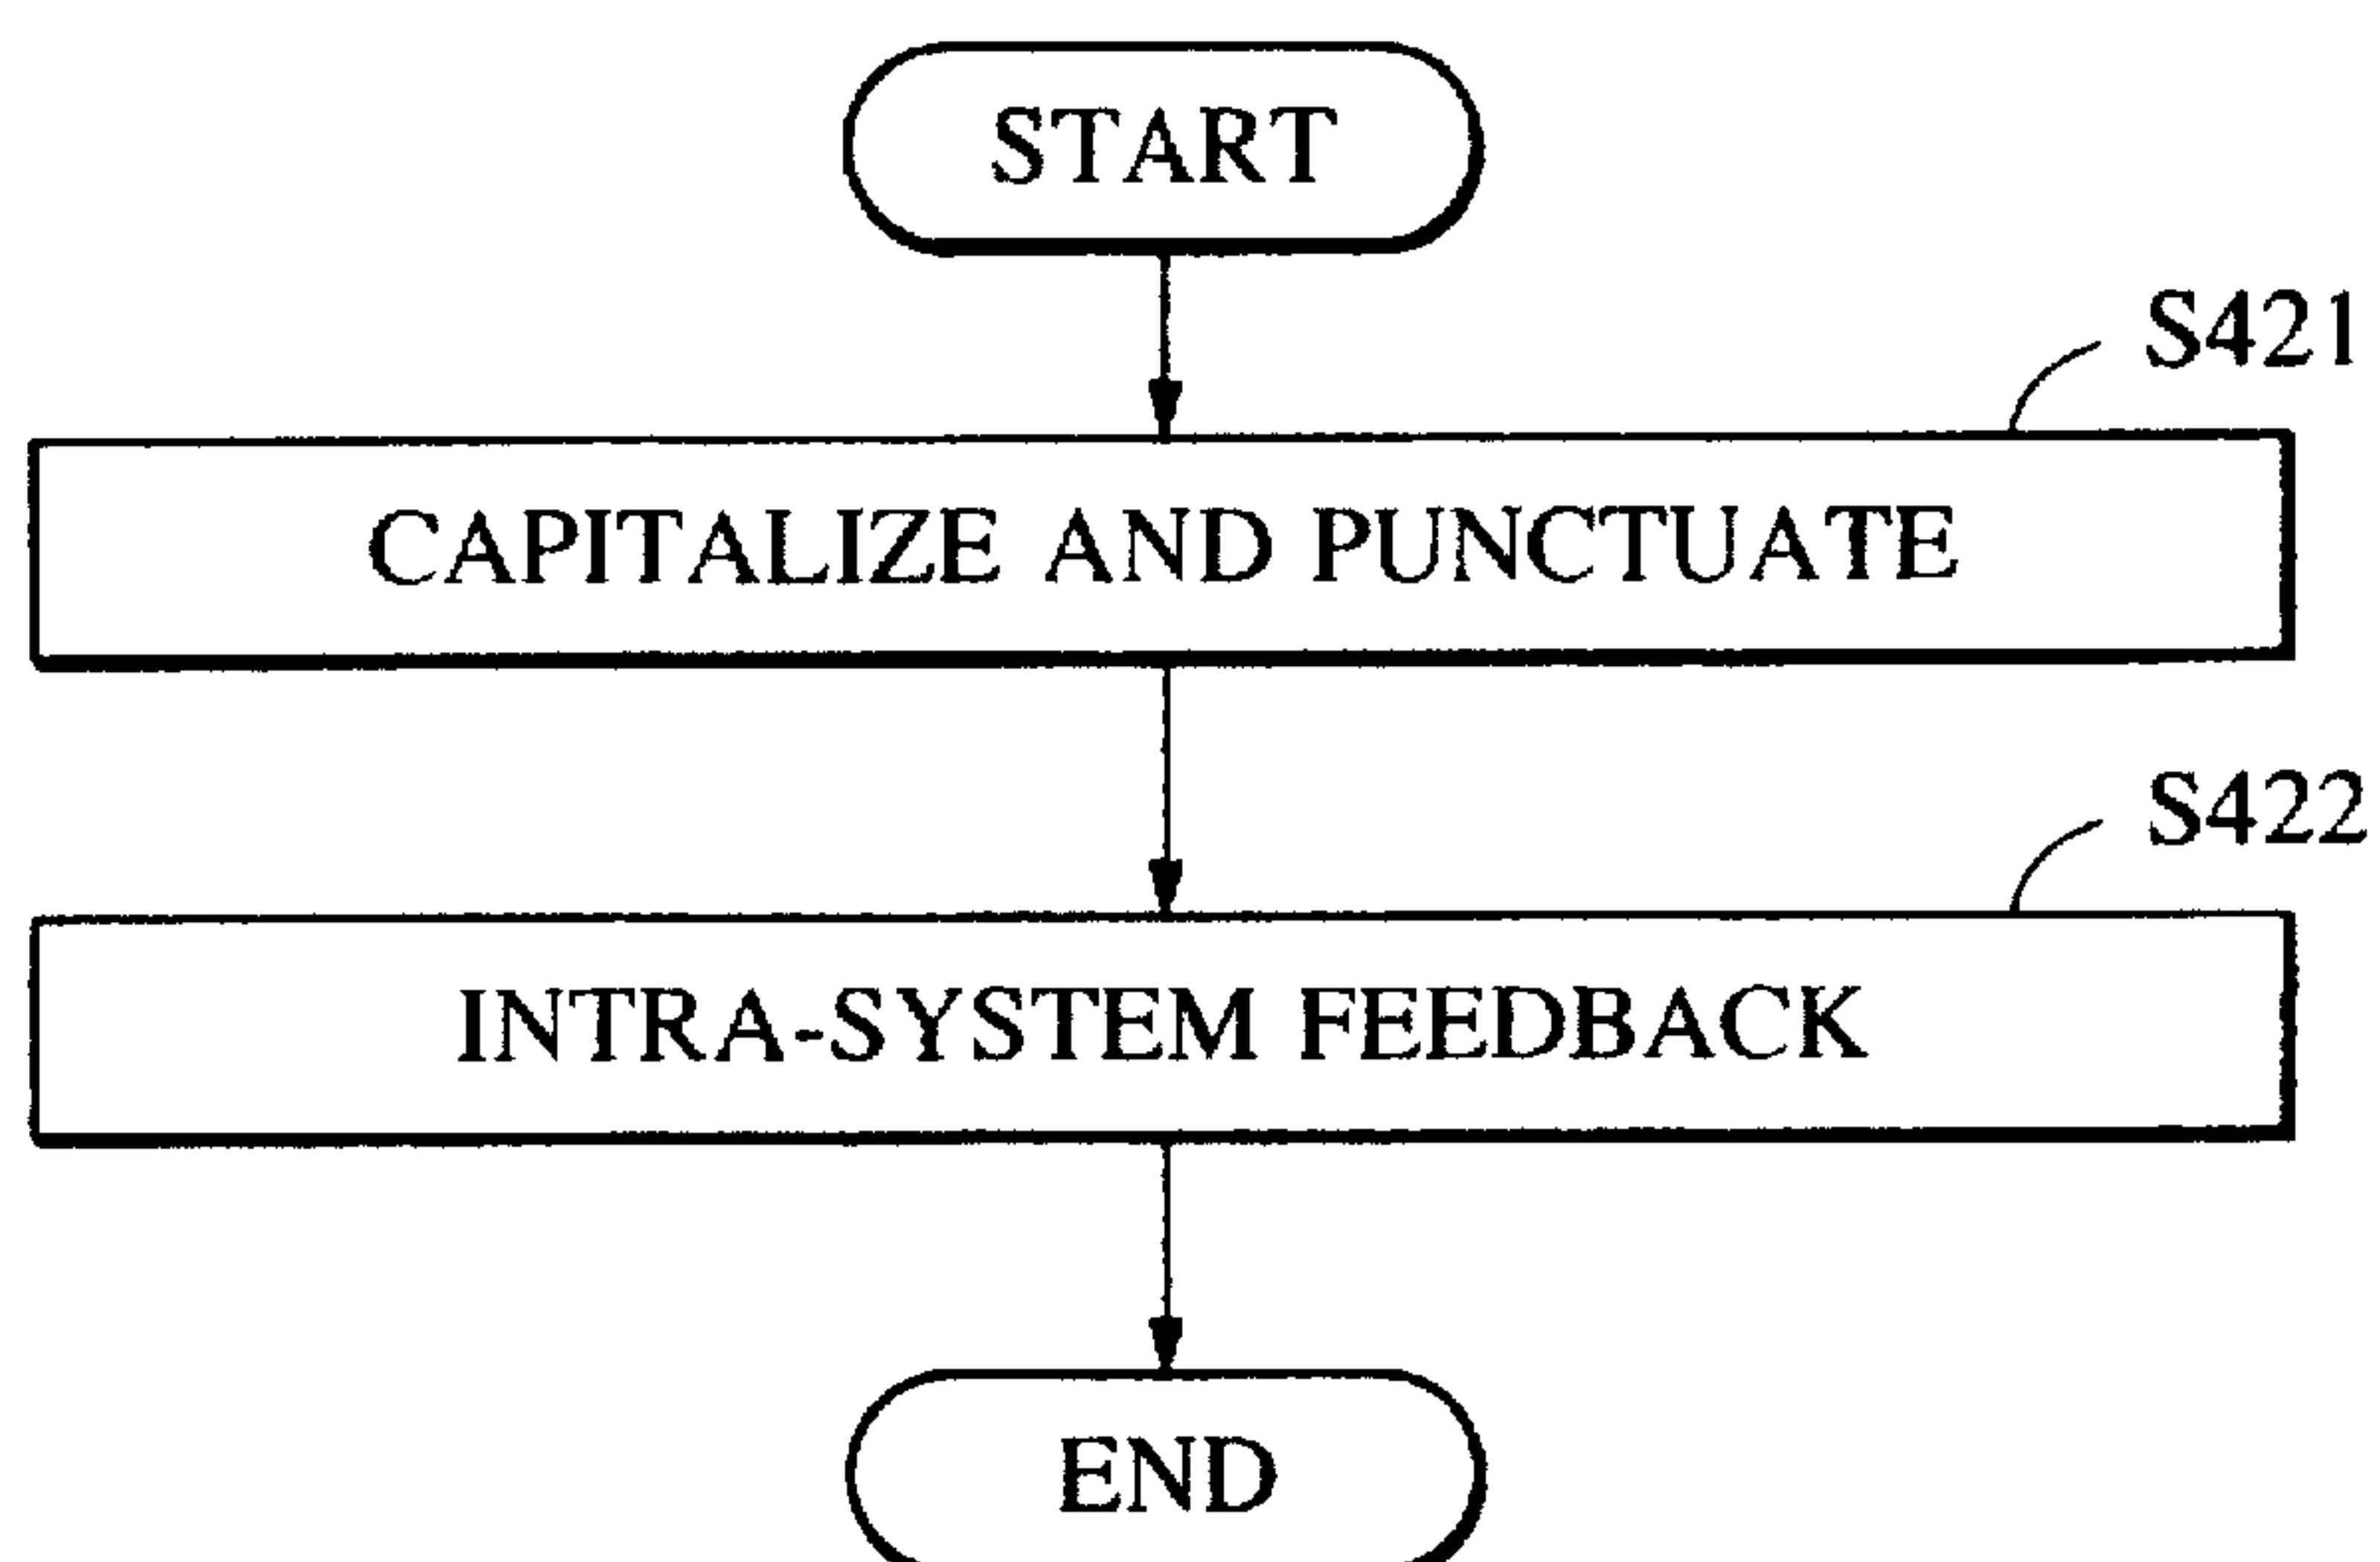 START
S421
CAPITALIZE AND PUNCTUATE
S422
INTRA-SYSTEM FEEDBACK
END